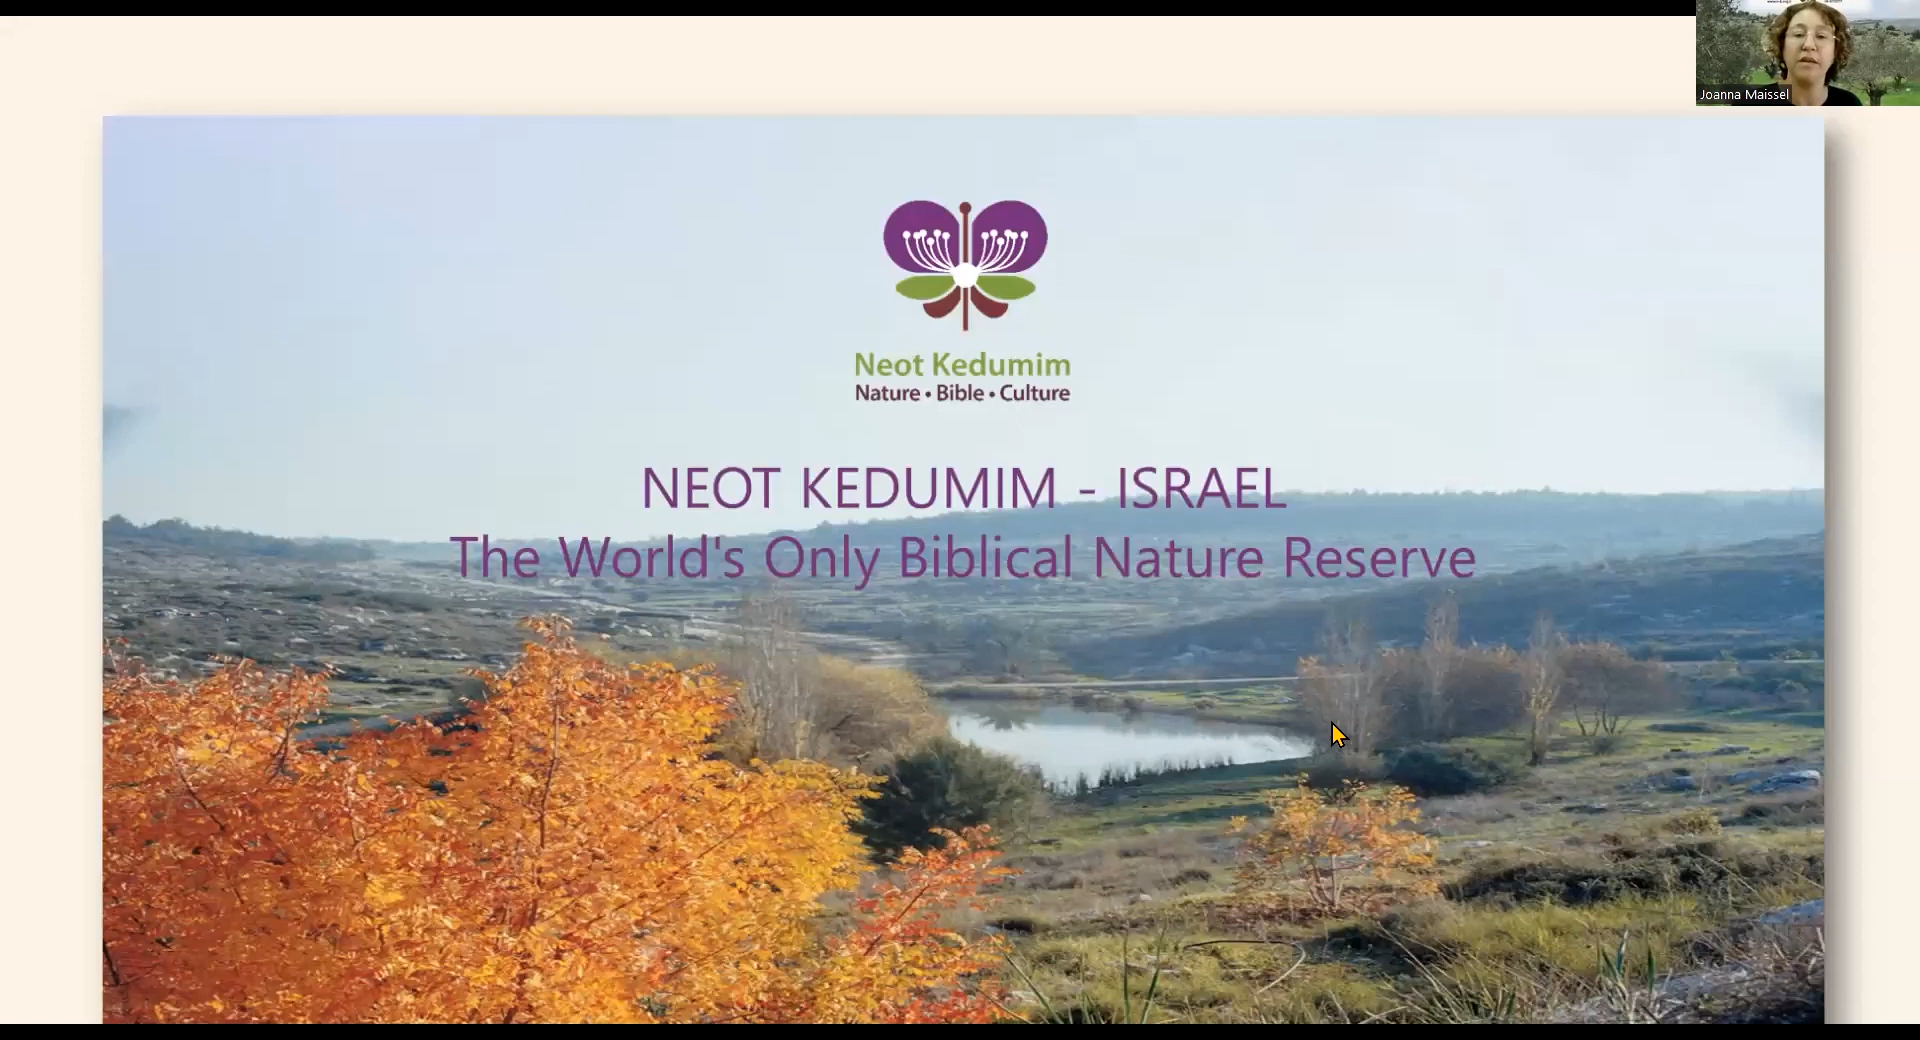 Joanna Maissel
Neot Kedumim
Nature • Bible • Culture
NEOT KEDUMIM - ISRAEL
The World's Only Biblical Nature Reserve